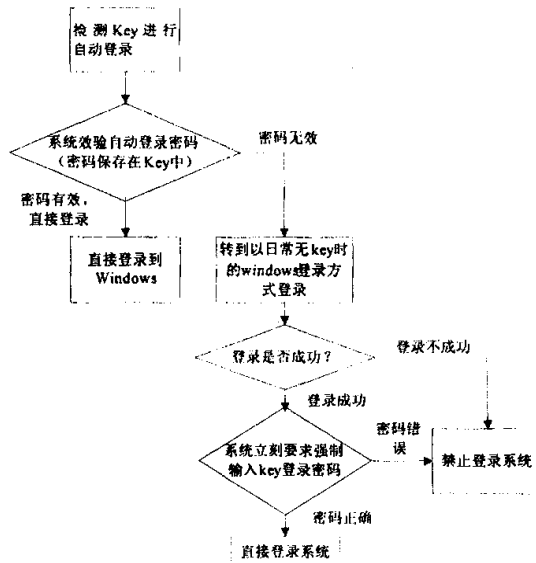 检测Key进行
自动登录
系统效验自动登录密码
（密码保存在Key中）
密码无效
密码有效，
直接登录
直接登录到
Windows
转到以日常无key时
的windows登录方
式登录
登录是否成功？
登录不成功
登录成功
系统立刻要求强制
输入key登录密码
密码错
误
禁止登录系统
密码正确
直接登录系统